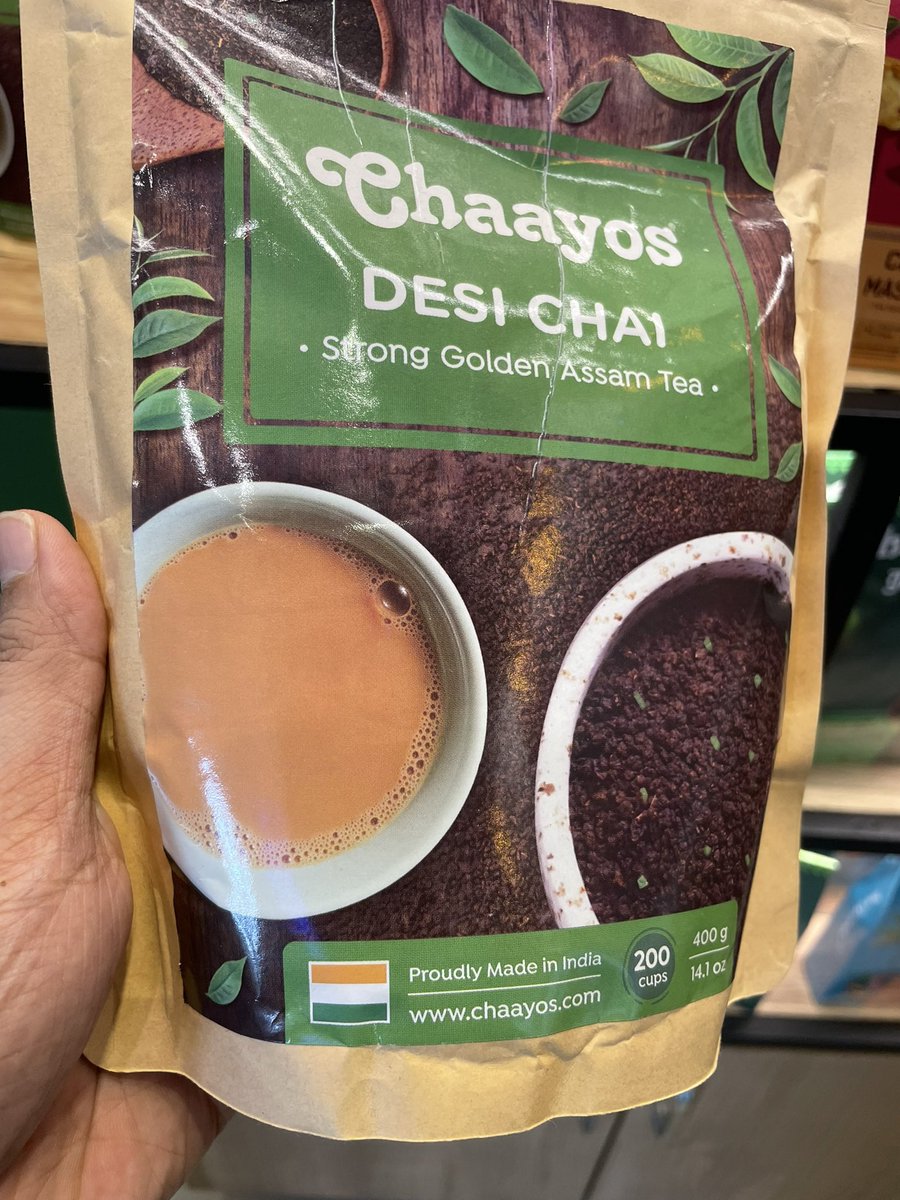 Chaayos
DESI CHAI
• Strong Golden Assam Tea •
Proudly Made in India
www.chaayos.com
200
cups
400 g
14.1 oz